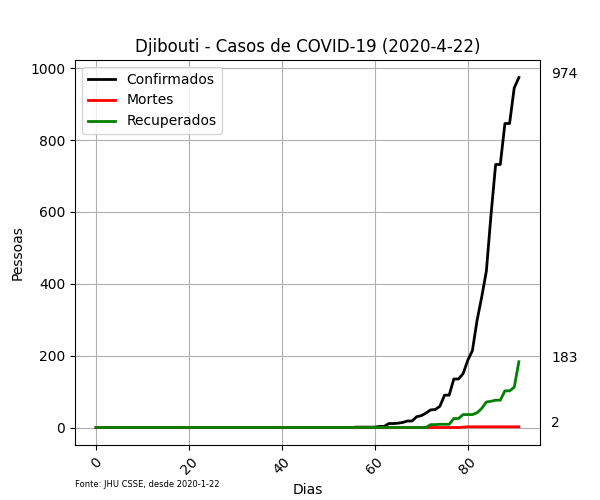 Djibouti - Casos de COVID-19 (2020-4-22)
Confirmados
Mortes
Recuperados
1000
800
600
400
200
0
Pessoas
974
183
2
0
20
40
60
80
Dias
Fonte: JHU CSSE, desde 2020-1-22